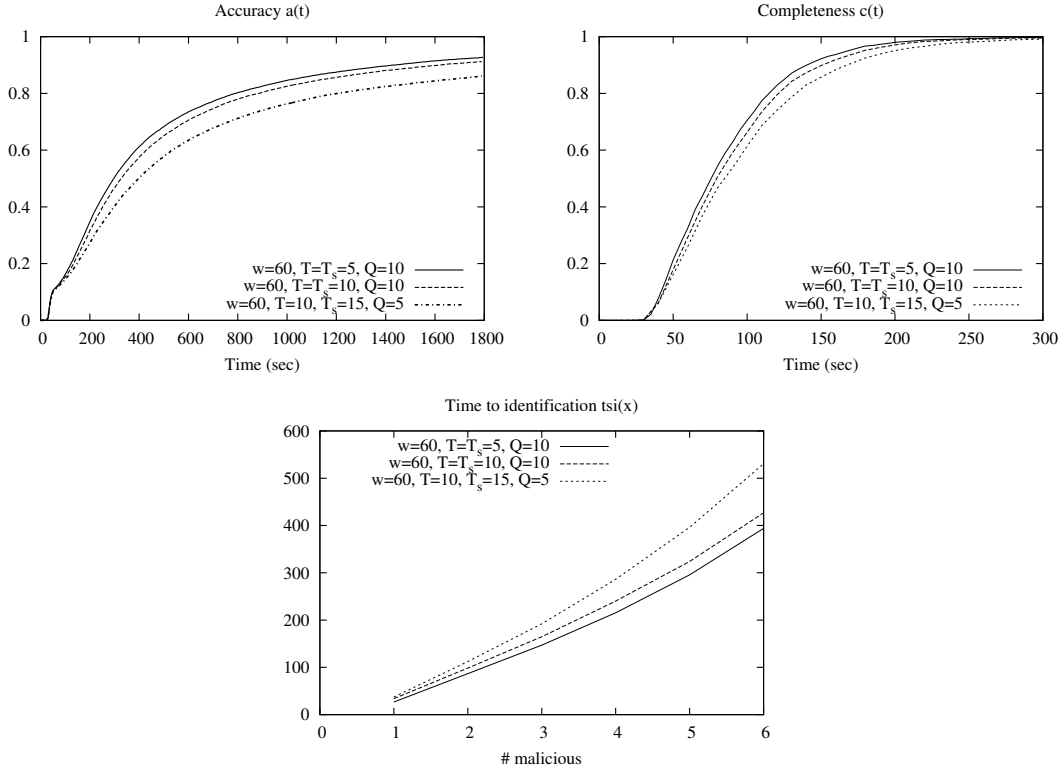 Accuracy a(t)
1
0.8
0.6
0.4
0.2
0
w=60, T=T_s=5, Q=10
w=60, T=T_s=10, Q=10
w=60, T=10, T_s=15, Q=5
0 200 400 600 800 1000 1200 1400 1600 1800
Time (sec)
Completeness c(t)
1
0.8
0.6
0.4
0.2
0
w=60, T=T_s=5, Q=10
w=60, T=T_s=10, Q=10
w=60, T=10, T_s=15, Q=5
0 50 100 150 200 250 300
Time (sec)
Time to identification tsi(x)
600
500
400
300
200
100
0
w=60, T=T_s=5, Q=10
w=60, T=T_s=10, Q=10
w=60, T=10, T_s=15, Q=5
0 1 2 3 4 5 6
# malicious